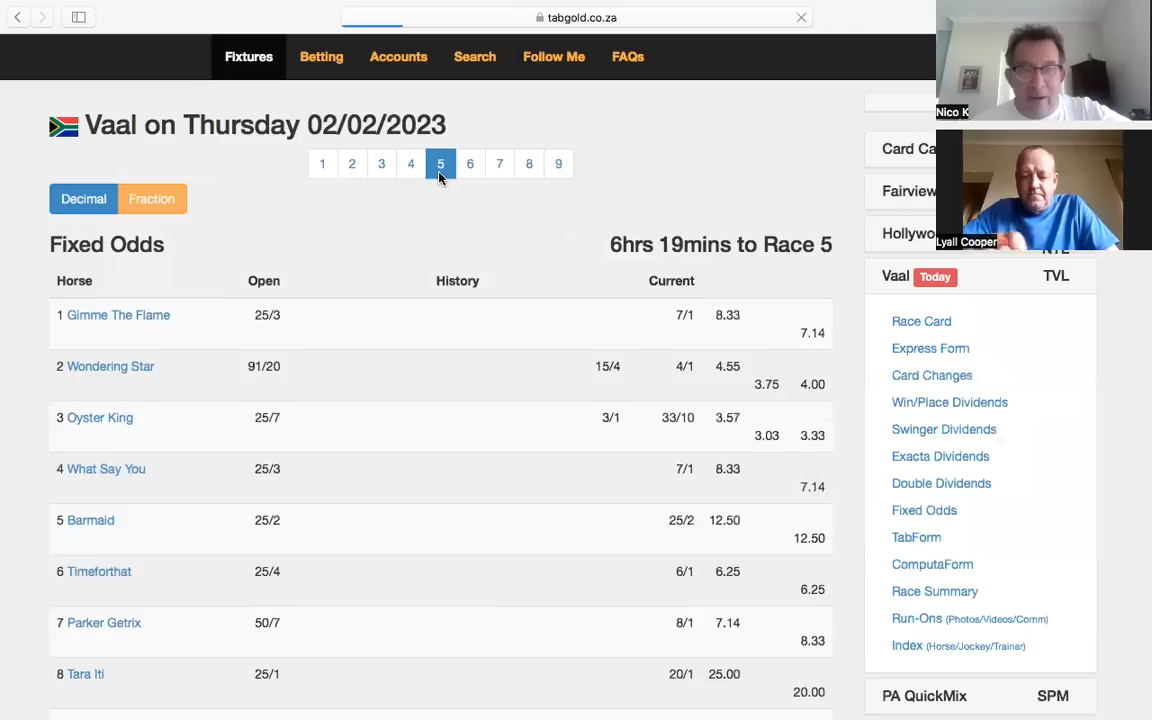 tabgold.co.za
Fixtures Betting Accounts Search Follow Me FAQs
Nico K
Vaal on Thursday 02/02/2023
1 2 3 4 5 6 7 8 9
Card Ca
Decimal Fraction
Fairview
Hollywo
Lyall Cooper
Fixed Odds 6hrs 19mins to Race 5
Vaal Today TVL
Horse Open History Current
1 Gimme The Flame 25/3 7/1 8.33
7.14
2 Wondering Star 91/20 15/4 4/1 4.55
3.75 4.00
3 Oyster King 25/7 3/1 33/10 3.57
3.03 3.33
4 What Say You 25/3 7/1 8.33
7.14
5 Barmaid 25/2 25/2 12.50
12.50
6 Timeforthat 25/4 6/1 6.25
6.25
7 Parker Getrix 50/7 8/1 7.14
8.33
8 Tara Iti 25/1 20/1 25.00
20.00
Race Card
Express Form
Card Changes
Win/Place Dividends
Swinger Dividends
Exacta Dividends
Double Dividends
Fixed Odds
TabForm
ComputaForm
Race Summary
Run-Ons (Photos/Videos/Comm)
Index (Horse/Jockey/Trainer)
PA QuickMix SPM